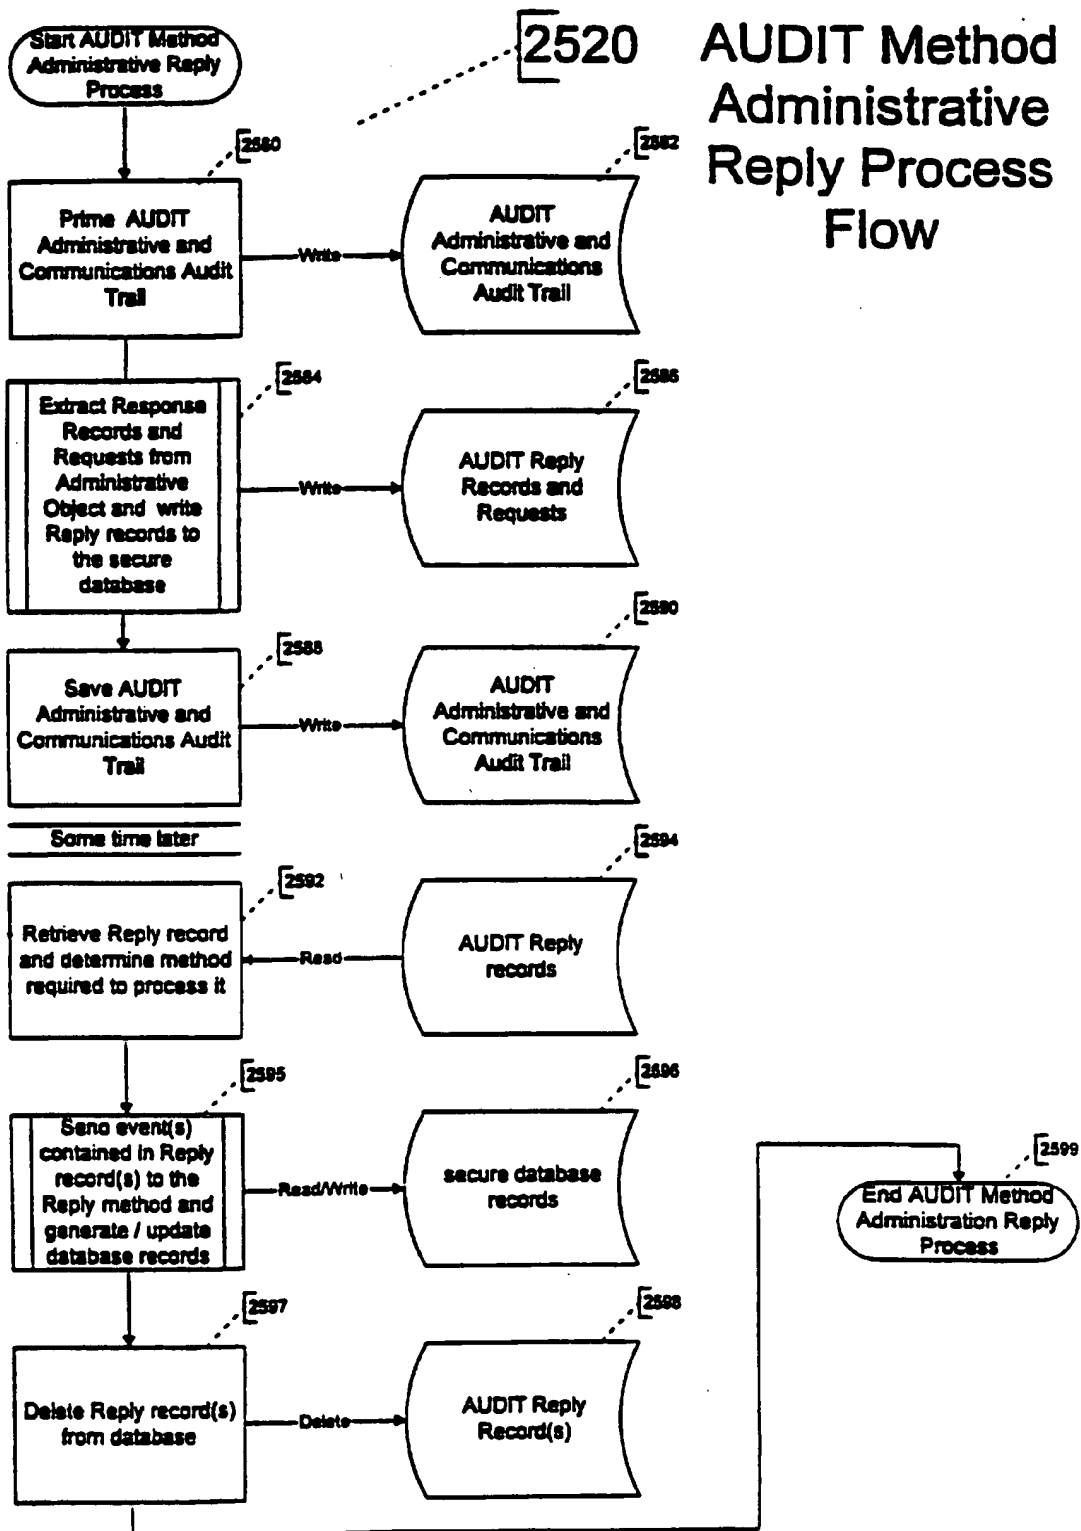 2520
AUDIT Method
Administrative
Reply Process
Flow
Start AUDIT Method
Administrative Reply
Process
2580
Prime AUDIT
Administrative and
Communications Audit
Trail
Write
2582
AUDIT
Administrative and
Communications
Audit Trail
2584
Extract Response
Records and
Requests from
Administrative
Object and write
Reply records to
the secure
database
Write
2586
AUDIT Reply
Records and
Requests
2588
Save AUDIT
Administrative and
Communications Audit
Trail
Write
2590
AUDIT
Administrative and
Communications
Audit Trail
Some time later
2592
Retrieve Reply record
and determine method
required to process it
Read
2594
AUDIT Reply
records
2595
Send event(s)
contained in Reply
record(s) to the
Reply method and
generate / update
database records
Read/Write
2596
secure database
records
2597
Delete Reply record(s)
from database
Delete
2598
AUDIT Reply
Record(s)
2599
End AUDIT Method
Administration Reply
Process